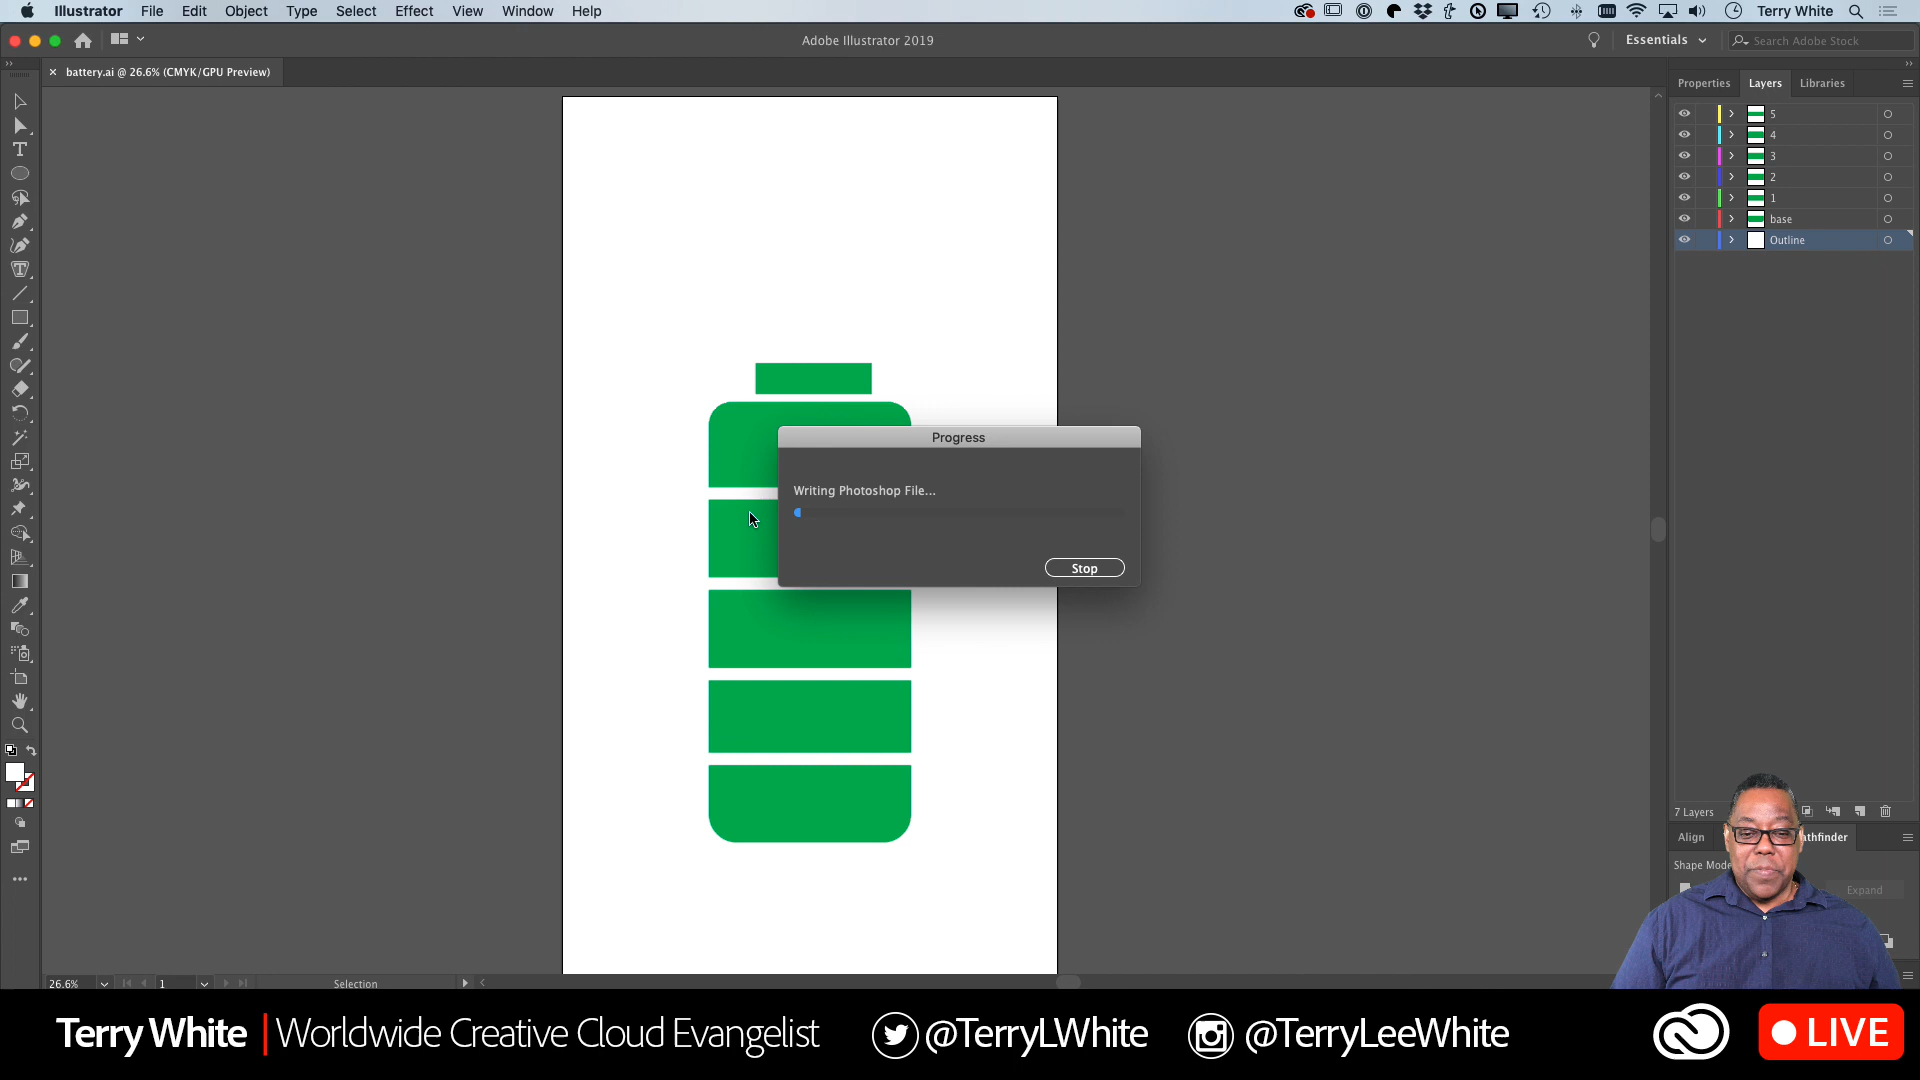 Illustrator File Edit Object Type Select Effect View Window Help
Terry White
Adobe Illustrator 2019
Essentials
Search Adobe Stock
battery.ai @ 26.6% (CMYK/GPU Preview)
Properties Layers Libraries
5
4
3
2
1
base
Outline
Progress
Writing Photoshop File...
Stop
7 Layers
Align
athfinder
Shape Mode
Expand
26.6%
1
Selection
Terry White | Worldwide Creative Cloud Evangelist
@TerryLWhite
@TerryLeeWhite
LIVE